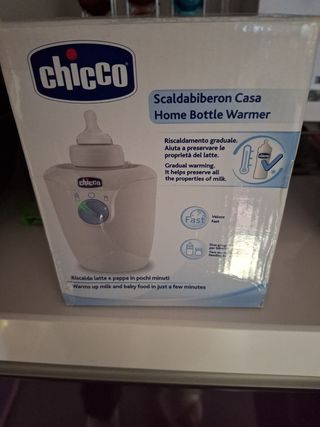 chicco
Scaldabiberon Casa
Home Bottle Warmer
Riscaldamento graduale.
Aiuta a preservare le
proprietà del latte.
Gradual warming.
It helps preserve all
the properties of milk.
chicco
Fast
Veloce
Fast
Riscalda latte e pappe in pochi minuti
Warms up milk and baby food in just a few minutes